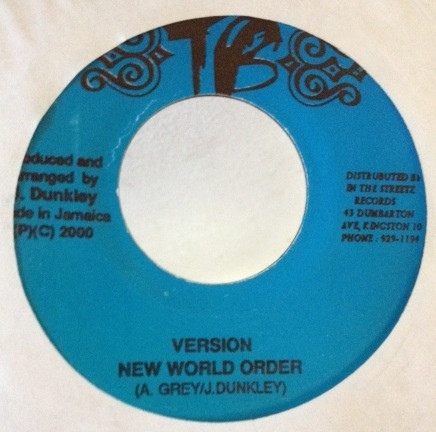 TB
oduced and
rranged by
J. Dunkley
de in Jamaica
(P)(C) 2000
DISTRUBUTED BY
IN THE STREETZ
RECORDS
43 DUMBARTON
AVE, KINGSTON 10
PHONE : 929-1194
VERSION
NEW WORLD ORDER
(A. GREY/J.DUNKLEY)